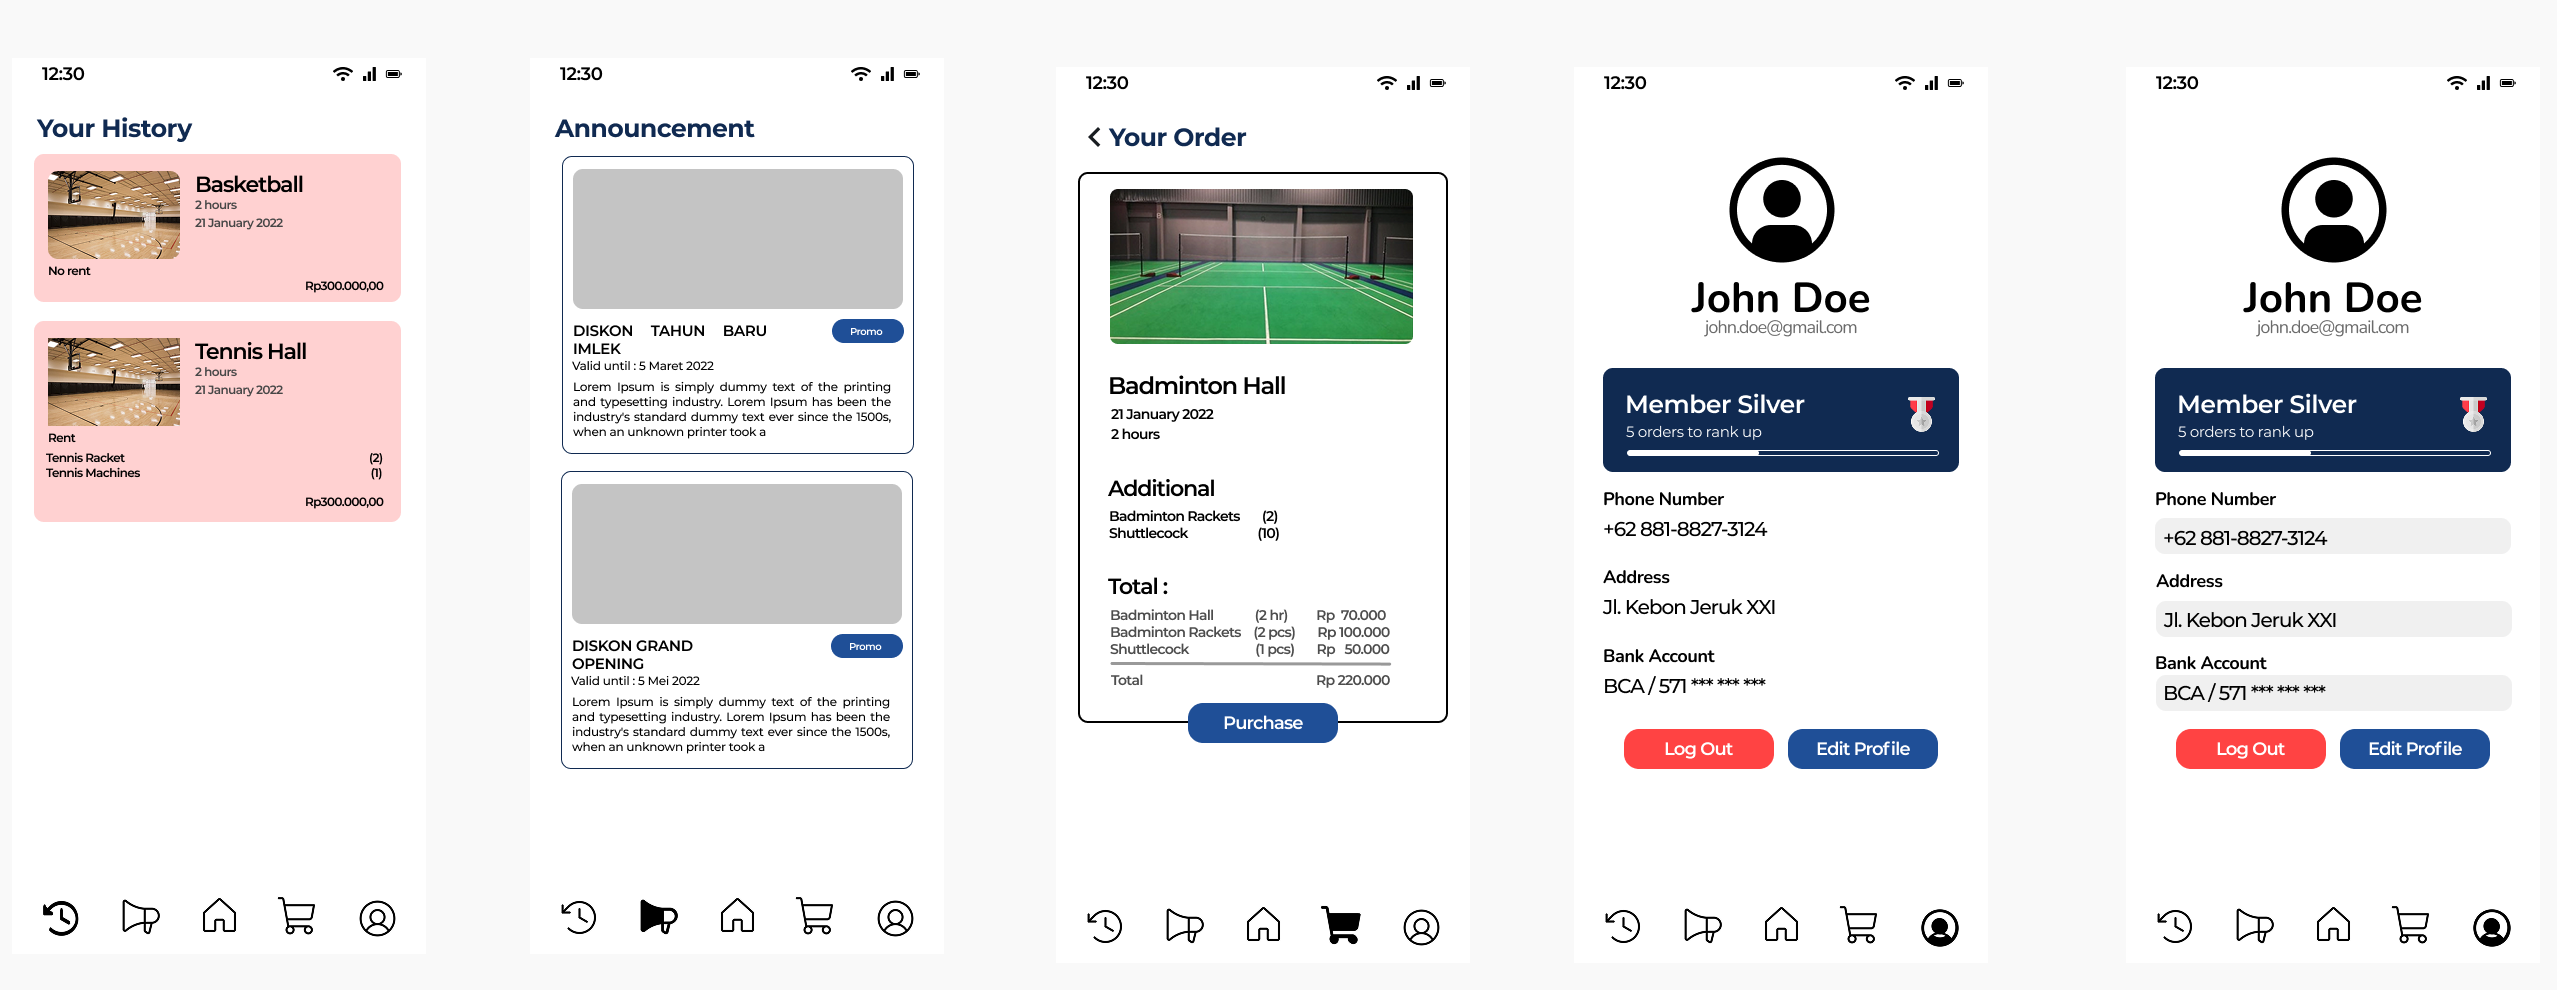 12:30
Your History
Basketball
2 hours
21 January 2022
No rent
Rp300.000,00
Tennis Hall
2 hours
21 January 2022
Rent
Tennis Racket (2)
Tennis Machines (1)
Rp300.000,00
12:30
Announcement
DISKON TAHUN BARU
IMLEK
Promo
Valid until : 5 Maret 2022
Lorem Ipsum is simply dummy text of the printing
and typesetting industry. Lorem Ipsum has been the
industry's standard dummy text ever since the 1500s,
when an unknown printer took a
DISKON GRAND
OPENING
Promo
Valid until : 5 Mei 2022
Lorem Ipsum is simply dummy text of the printing
and typesetting industry. Lorem Ipsum has been the
industry's standard dummy text ever since the 1500s,
when an unknown printer took a
12:30
Your Order
Badminton Hall
21 January 2022
2 hours
Additional
Badminton Rackets (2)
Shuttlecock (10)
Total :
Badminton Hall (2 hr) Rp 70.000
Badminton Rackets (2 pcs) Rp 100.000
Shuttlecock (1 pcs) Rp 50.000
Total Rp 220.000
Purchase
12:30
John Doe
john.doe@gmail.com
Member Silver
5 orders to rank up
Phone Number
+62 881-8827-3124
Address
Jl. Kebon Jeruk XXI
Bank Account
BCA / 571 *** *** ***
Log Out
Edit Profile
12:30
John Doe
john.doe@gmail.com
Member Silver
5 orders to rank up
Phone Number
+62 881-8827-3124
Address
Jl. Kebon Jeruk XXI
Bank Account
BCA / 571 *** *** ***
Log Out
Edit Profile